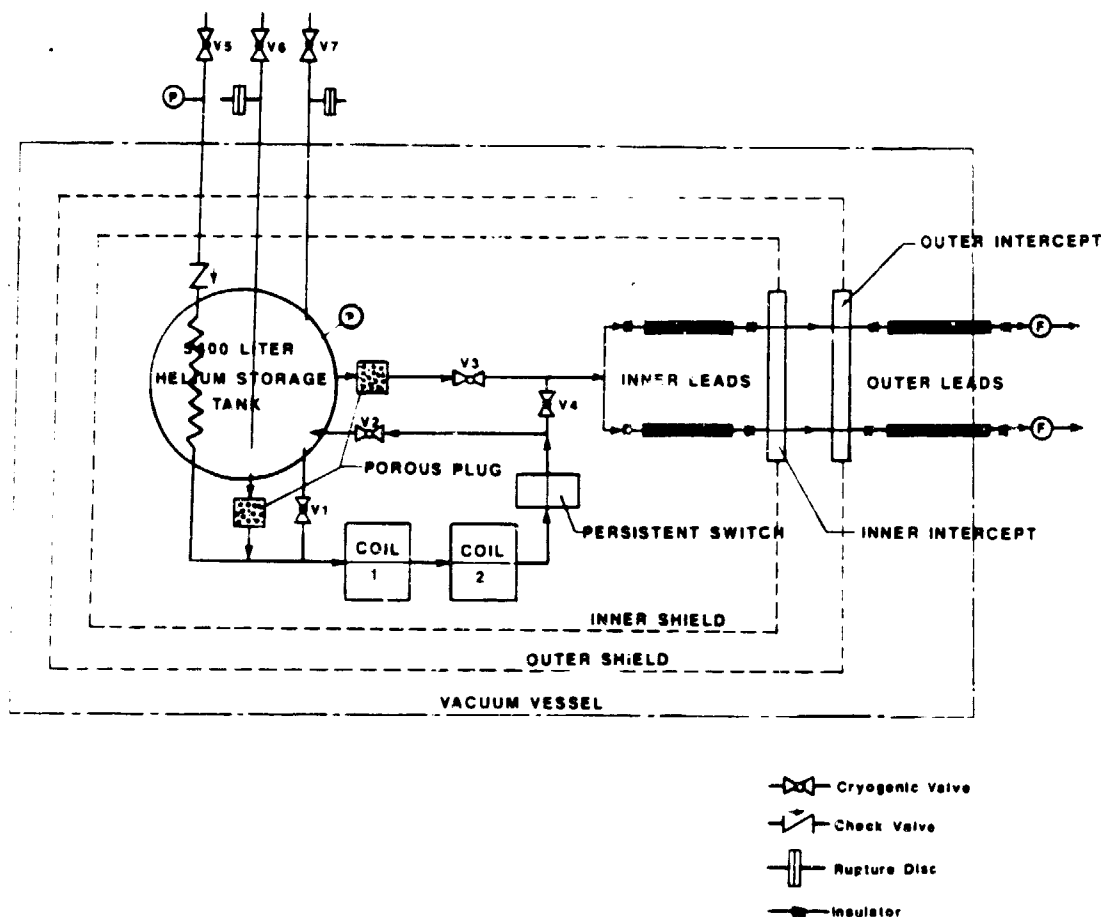 V5
V6
V7
P
OUTER INTERCEPT
P
LITER
HELIUM STORAGE
TANK
V3
INNER LEADS
OUTER LEADS
F
V4
V2
F
POROUS PLUG
V1
PERSISTENT SWITCH
INNER INTERCEPT
COIL
1
COIL
2
INNER SHIELD
OUTER SHIELD
VACUUM VESSEL
Cryogenic Valve
Check Valve
Rupture Disc
Insulator